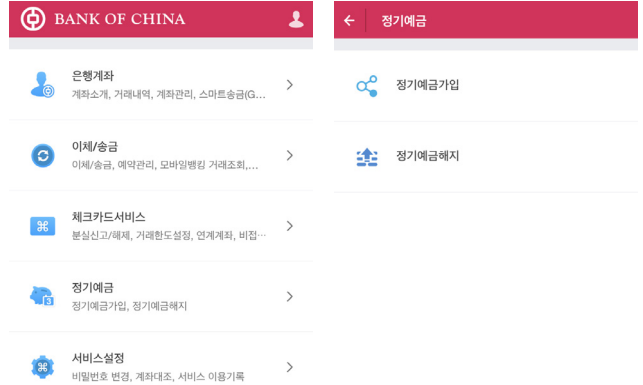 BANK OF CHINA
은행계좌
계좌소개, 거래내역, 계좌관리, 스마트송금(G...
이체/송금
이체/송금, 예약관리, 모바일뱅킹 거래조회,...
체크카드서비스
분실신고/해제, 거래한도설정, 연계계좌, 비접...
정기예금
정기예금가입, 정기예금해지
서비스설정
비밀번호 변경, 계좌대조, 서비스 이용기록
정기예금
정기예금가입
정기예금해지